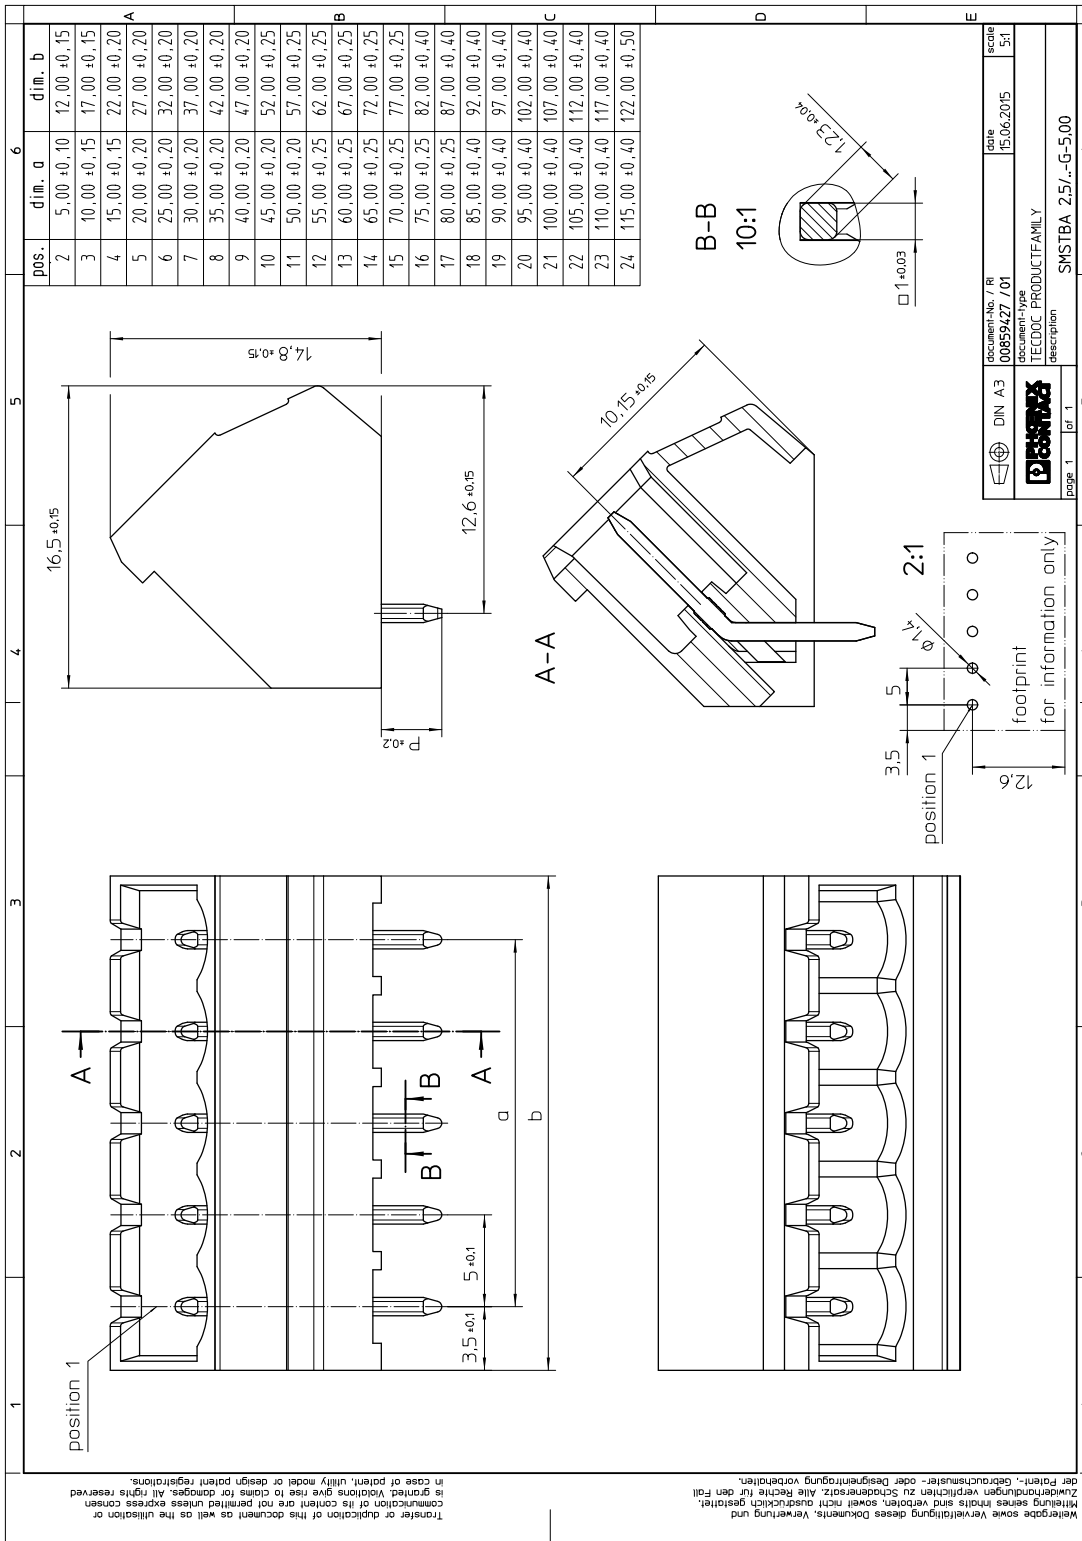 A
B
C
D
E
1
2
3
4
5
6
pos. dim. a dim. b
2 5,00 ±0,10 12,00 ±0,15
3 10,00 ±0,15 17,00 ±0,15
4 15,00 ±0,15 22,00 ±0,20
5 20,00 ±0,20 27,00 ±0,20
6 25,00 ±0,20 32,00 ±0,20
7 30,00 ±0,20 37,00 ±0,20
8 35,00 ±0,20 42,00 ±0,20
9 40,00 ±0,20 47,00 ±0,20
10 45,00 ±0,20 52,00 ±0,25
11 50,00 ±0,20 57,00 ±0,25
12 55,00 ±0,25 62,00 ±0,25
13 60,00 ±0,25 67,00 ±0,25
14 65,00 ±0,25 72,00 ±0,25
15 70,00 ±0,25 77,00 ±0,25
16 75,00 ±0,25 82,00 ±0,40
17 80,00 ±0,25 87,00 ±0,40
18 85,00 ±0,40 92,00 ±0,40
19 90,00 ±0,40 97,00 ±0,40
20 95,00 ±0,40 102,00 ±0,40
21 100,00 ±0,40 107,00 ±0,40
22 105,00 ±0,40 112,00 ±0,40
23 110,00 ±0,40 117,00 ±0,40
24 115,00 ±0,40 122,00 ±0,50
position 1
A
A
B
B
3,5 ±0,1
5 ±0,1
a
b
16,5 ±0,15
14,8 ±0,15
12,6 ±0,15
P ±0,2
A-A
10,15 ±0,15
B-B
10:1
1,23 ±0,04
□ 1 ±0,03
2:1
position 1
3,5
5
Ø1,4
12,6
footprint
for information only
DIN A3
document-No. / RI
00859427 / 01
date
15.06.2015
scale
5:1
PHOENIX
CONTACT
document-type
TECDOC PRODUCTFAMILY
page 1
of 1
description
SMSTBA 2,5/..-G-5,00
Transfer or duplication of this document as well as the utilisation or
communication of its content are not permitted unless express consen
is granted. Violations give rise to claims for damages. All rights reserved
in case of patent, utility model or design patent registrations.
Weitergabe sowie Vervielfältigung dieses Dokuments, Verwertung und
Mitteilung seines Inhalts sind verboten, soweit nicht ausdrücklich gestattet.
Zuwiderhandlungen verpflichten zu Schadenersatz. Alle Rechte für den Fall
der Patent-, Gebrauchsmuster- oder Designeintragung vorbehalten.